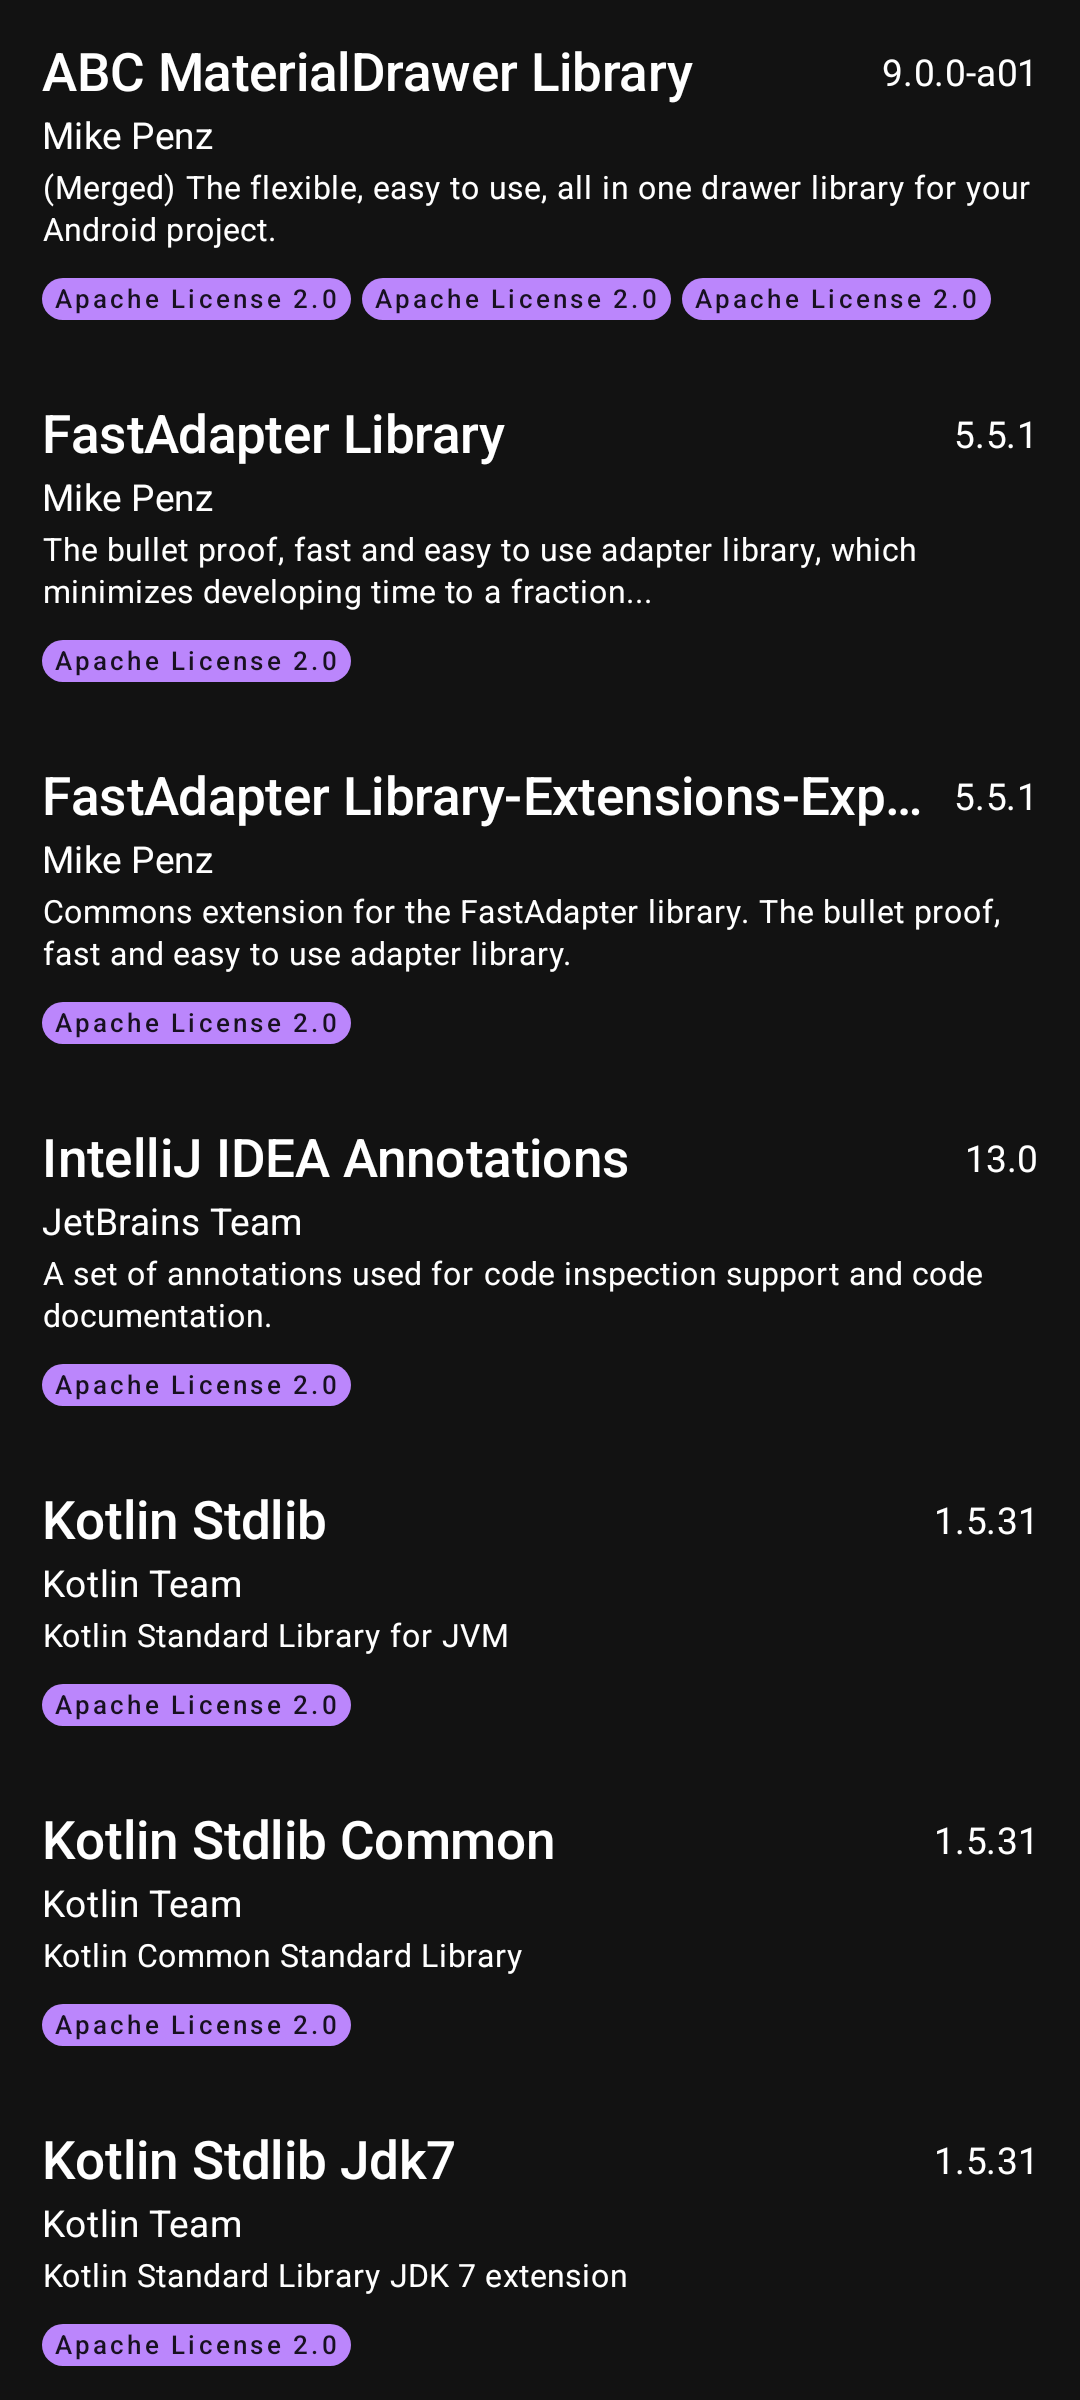 ABC MaterialDrawer Library 9.0.0-a01
Mike Penz
(Merged) The flexible, easy to use, all in one drawer library for your
Android project.
Apache License 2.0 Apache License 2.0 Apache License 2.0
FastAdapter Library 5.5.1
Mike Penz
The bullet proof, fast and easy to use adapter library, which
minimizes developing time to a fraction...
Apache License 2.0
FastAdapter Library-Extensions-Exp... 5.5.1
Mike Penz
Commons extension for the FastAdapter library. The bullet proof,
fast and easy to use adapter library.
Apache License 2.0
IntelliJ IDEA Annotations 13.0
JetBrains Team
A set of annotations used for code inspection support and code
documentation.
Apache License 2.0
Kotlin Stdlib 1.5.31
Kotlin Team
Kotlin Standard Library for JVM
Apache License 2.0
Kotlin Stdlib Common 1.5.31
Kotlin Team
Kotlin Common Standard Library
Apache License 2.0
Kotlin Stdlib Jdk7 1.5.31
Kotlin Team
Kotlin Standard Library JDK 7 extension
Apache License 2.0